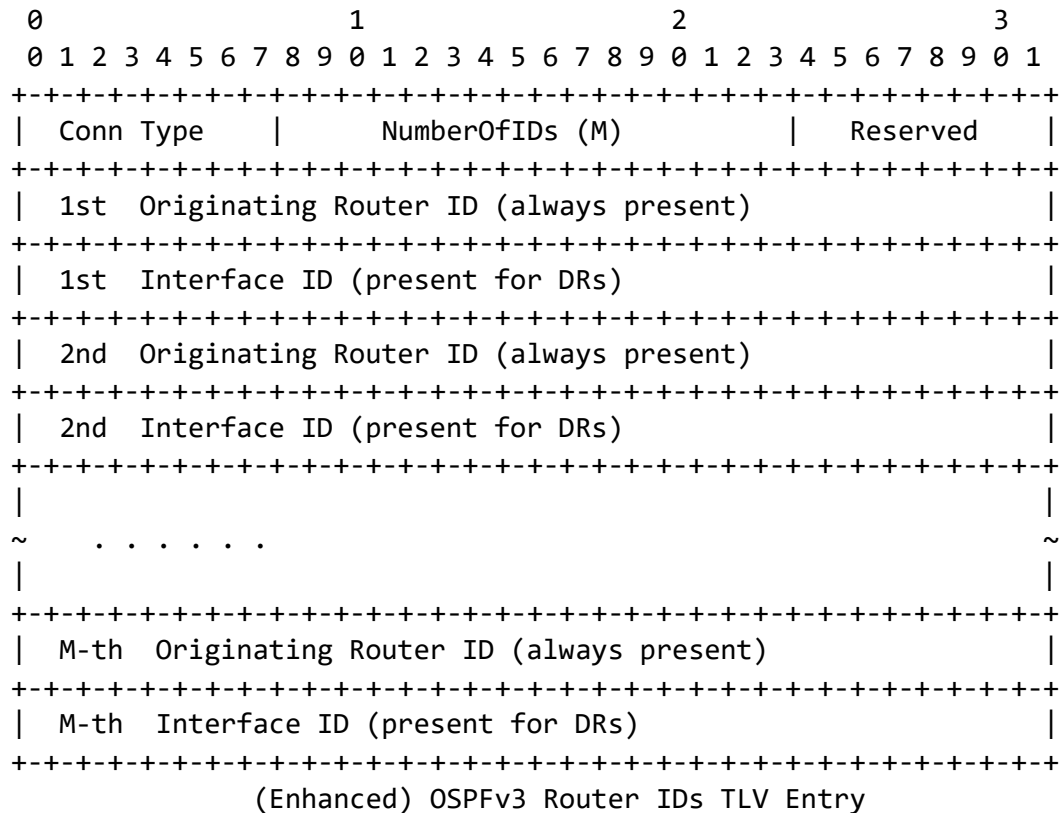 0                   1                   2                   3
 0 1 2 3 4 5 6 7 8 9 0 1 2 3 4 5 6 7 8 9 0 1 2 3 4 5 6 7 8 9 0 1
+-+-+-+-+-+-+-+-+-+-+-+-+-+-+-+-+-+-+-+-+-+-+-+-+-+-+-+-+-+-+-+-+
|  Conn Type    |      NumberOfIDs (M)          |   Reserved    |
+-+-+-+-+-+-+-+-+-+-+-+-+-+-+-+-+-+-+-+-+-+-+-+-+-+-+-+-+-+-+-+-+
|  1st  Originating Router ID (always present)                  |
+-+-+-+-+-+-+-+-+-+-+-+-+-+-+-+-+-+-+-+-+-+-+-+-+-+-+-+-+-+-+-+-+
|  1st  Interface ID (present for DRs)                          |
+-+-+-+-+-+-+-+-+-+-+-+-+-+-+-+-+-+-+-+-+-+-+-+-+-+-+-+-+-+-+-+-+
|  2nd  Originating Router ID (always present)                  |
+-+-+-+-+-+-+-+-+-+-+-+-+-+-+-+-+-+-+-+-+-+-+-+-+-+-+-+-+-+-+-+-+
|  2nd  Interface ID (present for DRs)                          |
+-+-+-+-+-+-+-+-+-+-+-+-+-+-+-+-+-+-+-+-+-+-+-+-+-+-+-+-+-+-+-+-+
|                                                               |
~    . . . . . .                                                ~
|                                                               |
+-+-+-+-+-+-+-+-+-+-+-+-+-+-+-+-+-+-+-+-+-+-+-+-+-+-+-+-+-+-+-+-+
|  M-th  Originating Router ID (always present)                 |
+-+-+-+-+-+-+-+-+-+-+-+-+-+-+-+-+-+-+-+-+-+-+-+-+-+-+-+-+-+-+-+-+
|  M-th  Interface ID (present for DRs)                         |
+-+-+-+-+-+-+-+-+-+-+-+-+-+-+-+-+-+-+-+-+-+-+-+-+-+-+-+-+-+-+-+-+
               (Enhanced) OSPFv3 Router IDs TLV Entry